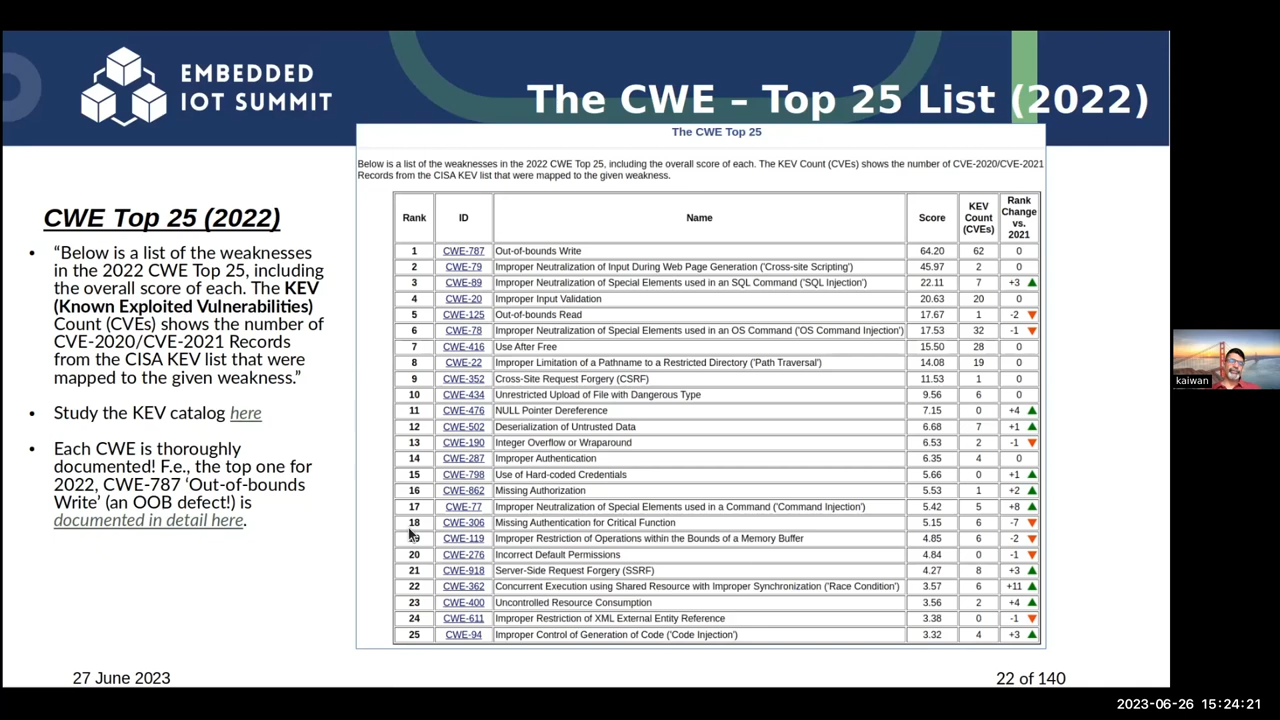 EMBEDDED
IOT SUMMIT
The CWE – Top 25 List (2022)
CWE Top 25 (2022)
• “Below is a list of the weaknesses
in the 2022 CWE Top 25, including
the overall score of each. The KEV
(Known Exploited Vulnerabilities)
Count (CVEs) shows the number of
CVE-2020/CVE-2021 Records
from the CISA KEV list that were
mapped to the given weakness.”
• Study the KEV catalog here
• Each CWE is thoroughly
documented! F.e., the top one for
2022, CWE-787 ‘Out-of-bounds
Write’ (an OOB defect!) is
documented in detail here.
The CWE Top 25
Below is a list of the weaknesses in the 2022 CWE Top 25, including the overall score of each. The KEV Count (CVEs) shows the number of CVE-2020/CVE-2021
Records from the CISA KEV list that were mapped to the given weakness.
Rank ID Name Score KEV Count (CVEs) Rank Change vs. 2021
1 CWE-787 Out-of-bounds Write 64.20 62 0
2 CWE-79 Improper Neutralization of Input During Web Page Generation ('Cross-site Scripting') 45.97 2 0
3 CWE-89 Improper Neutralization of Special Elements used in an SQL Command ('SQL Injection') 22.11 7 +3 ▲
4 CWE-20 Improper Input Validation 20.63 20 0
5 CWE-125 Out-of-bounds Read 17.67 1 -2 ▼
6 CWE-78 Improper Neutralization of Special Elements used in an OS Command ('OS Command Injection') 17.53 32 -1 ▼
7 CWE-416 Use After Free 15.50 28 0
8 CWE-22 Improper Limitation of a Pathname to a Restricted Directory ('Path Traversal') 14.08 19 0
9 CWE-352 Cross-Site Request Forgery (CSRF) 11.53 1 0
10 CWE-434 Unrestricted Upload of File with Dangerous Type 9.56 6 0
11 CWE-476 NULL Pointer Dereference 7.15 0 +4 ▲
12 CWE-502 Deserialization of Untrusted Data 6.68 7 +1 ▲
13 CWE-190 Integer Overflow or Wraparound 6.53 2 -1 ▼
14 CWE-287 Improper Authentication 6.35 4 0
15 CWE-798 Use of Hard-coded Credentials 5.66 0 +1 ▲
16 CWE-862 Missing Authorization 5.53 1 +2 ▲
17 CWE-77 Improper Neutralization of Special Elements used in a Command ('Command Injection') 5.42 5 +8 ▲
18 CWE-306 Missing Authentication for Critical Function 5.15 6 -7 ▼
19 CWE-119 Improper Restriction of Operations within the Bounds of a Memory Buffer 4.85 6 -2 ▼
20 CWE-276 Incorrect Default Permissions 4.84 0 -1 ▼
21 CWE-918 Server-Side Request Forgery (SSRF) 4.27 8 +3 ▲
22 CWE-362 Concurrent Execution using Shared Resource with Improper Synchronization ('Race Condition') 3.57 6 +11 ▲
23 CWE-400 Uncontrolled Resource Consumption 3.56 2 +4 ▲
24 CWE-611 Improper Restriction of XML External Entity Reference 3.38 0 -1 ▼
25 CWE-94 Improper Control of Generation of Code ('Code Injection') 3.32 4 +3 ▲
kaiwan
27 June 2023
22 of 140
2023-06-26 15:24:21